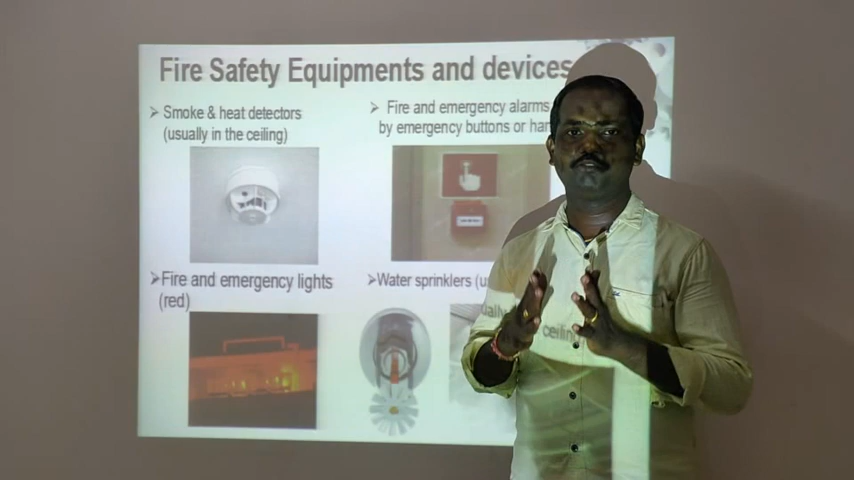 Fire Safety Equipments and devices
➢ Smoke & heat detectors
(usually in the ceiling)
➢ Fire and emergency alarms
by emergency buttons or
➢Fire and emergency lights
(red)
➢Water sprinklers
ceilin